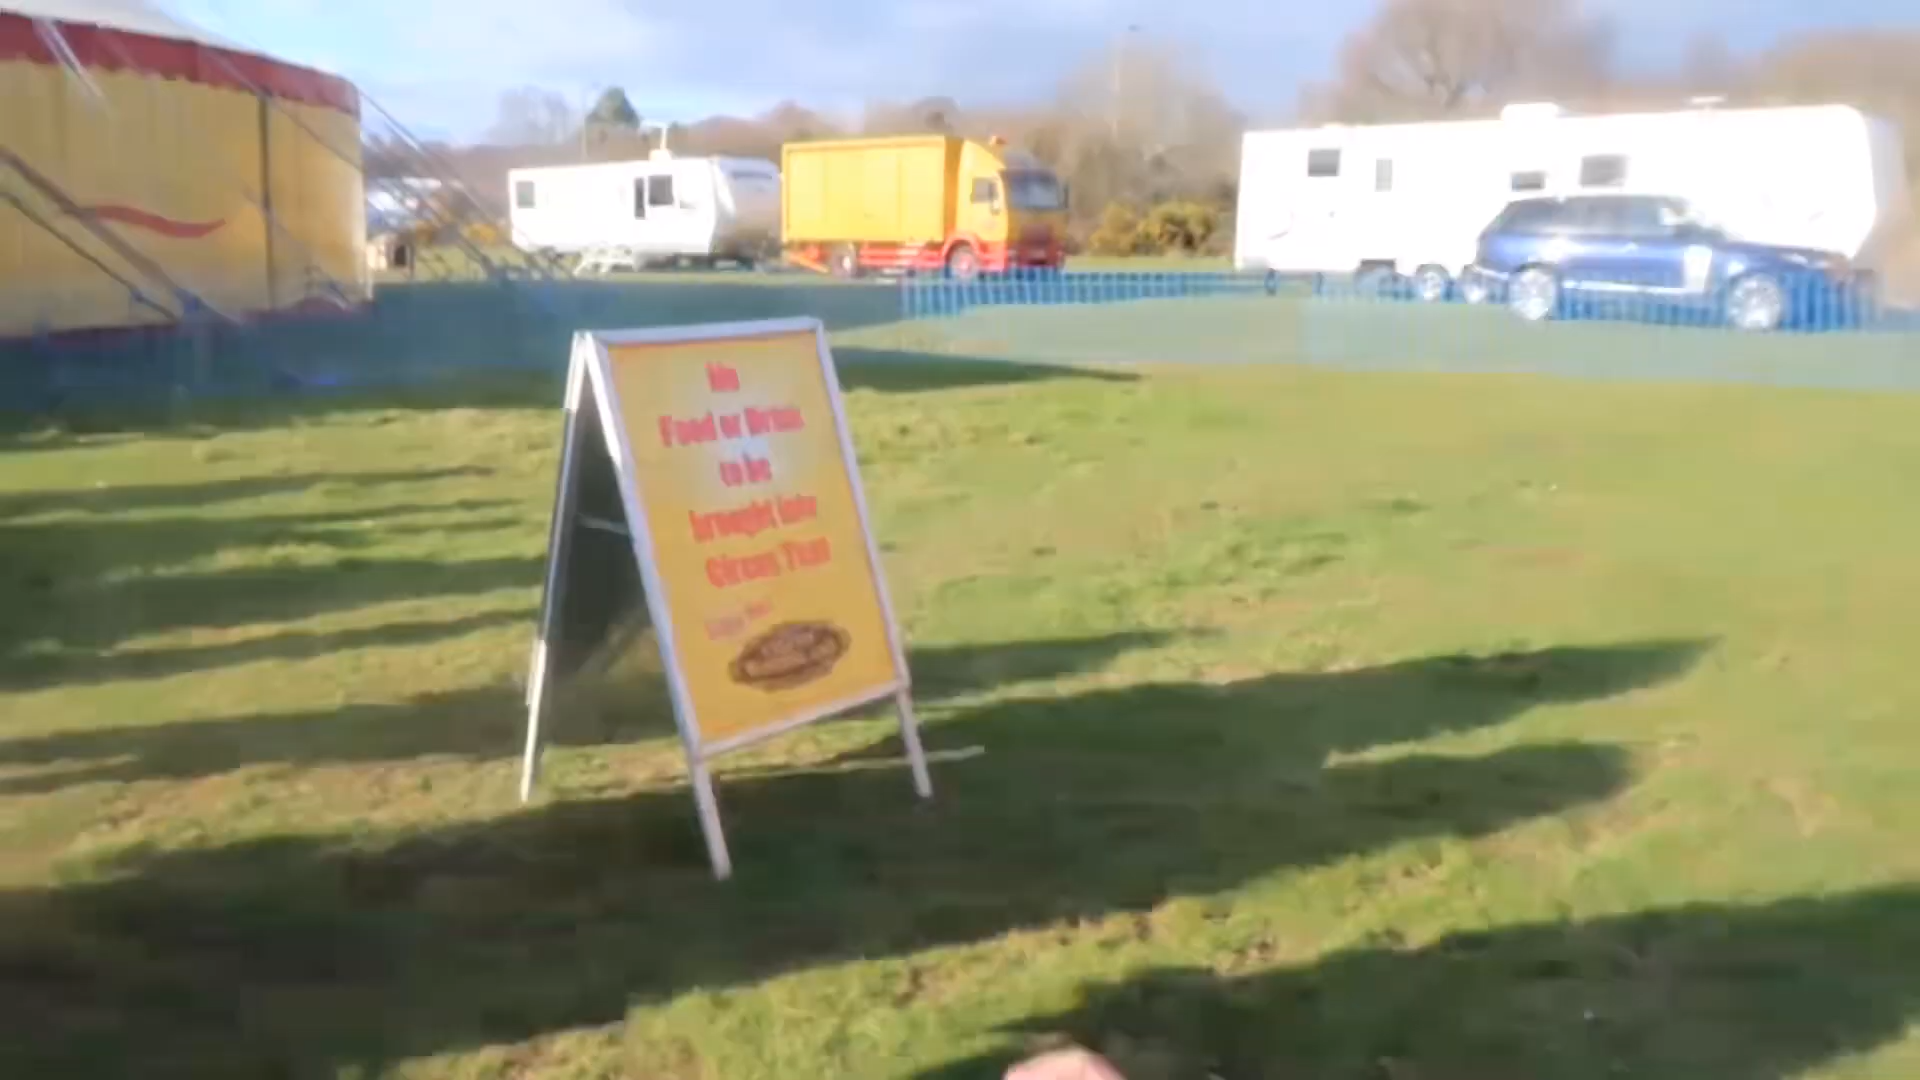 No
Food or Drink
to be
brought into
Circus Tent